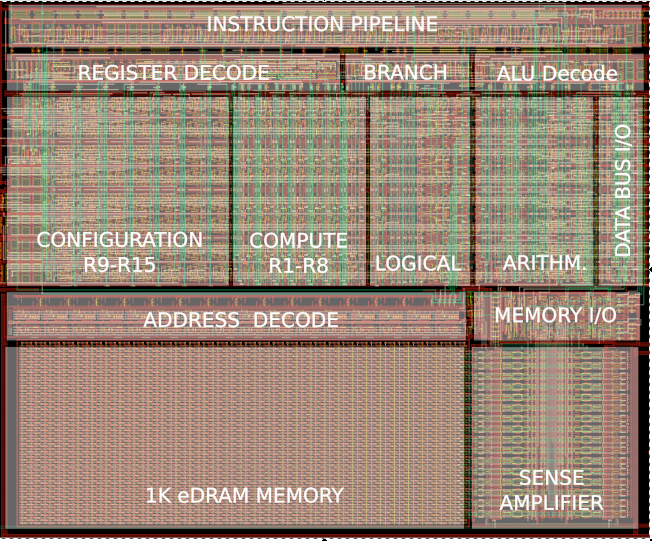 INSTRUCTION PIPELINE
REGISTER DECODE
BRANCH
ALU Decode
CONFIGURATION
R9-R15
COMPUTE
R1-R8
LOGICAL
ARITHM.
DATA BUS I/O
ADDRESS DECODE
MEMORY I/O
1K eDRAM MEMORY
SENSE
AMPLIFIER